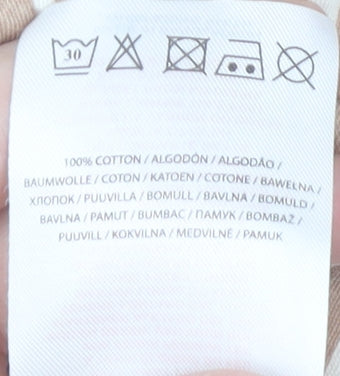 30
100% COTTON / ALGODÓN / ALGODÃO /
BAUMWOLLE / COTON / KATOEN / COTONE / BAWEŁNA /
ХЛОПОК / PUUVILLA / BOMULL / BAVLNA / BOMULD /
BAVLNA / PAMUT / BUMBAC / ПАМУК / BOMBAŽ /
PUUVILL / KOKVILNA / MEDVILNĖ / PAMUK